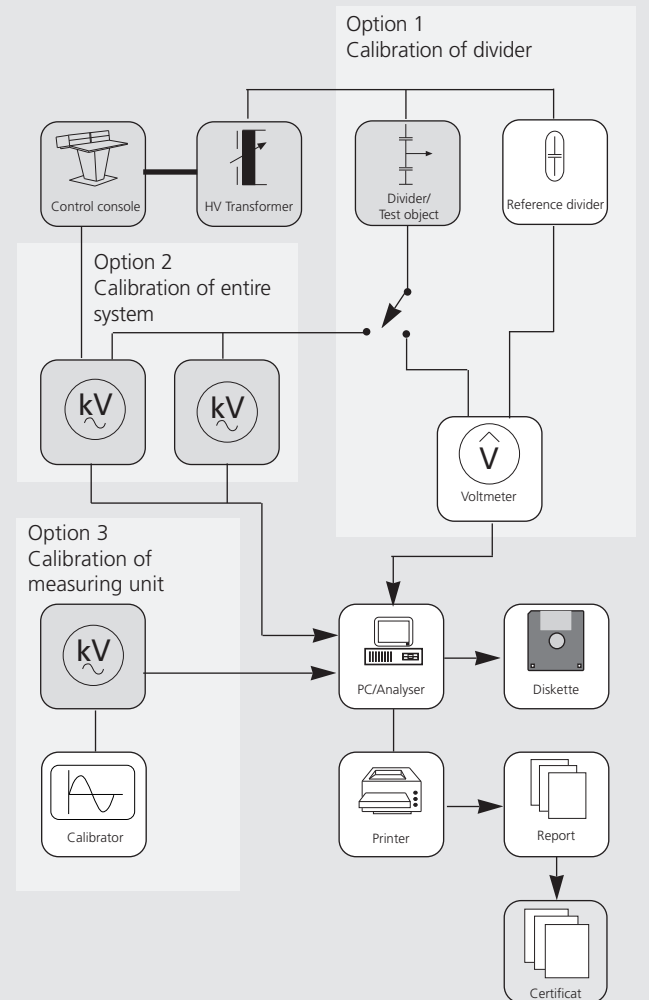 Option 1
Calibration of divider
Control console
HV Transformer
Divider/
Test object
Reference divider
Option 2
Calibration of entire
system
kV
kV
V
Voltmeter
Option 3
Calibration of
measuring unit
kV
PC/Analyser
Diskette
Calibrator
Printer
Report
Certificat